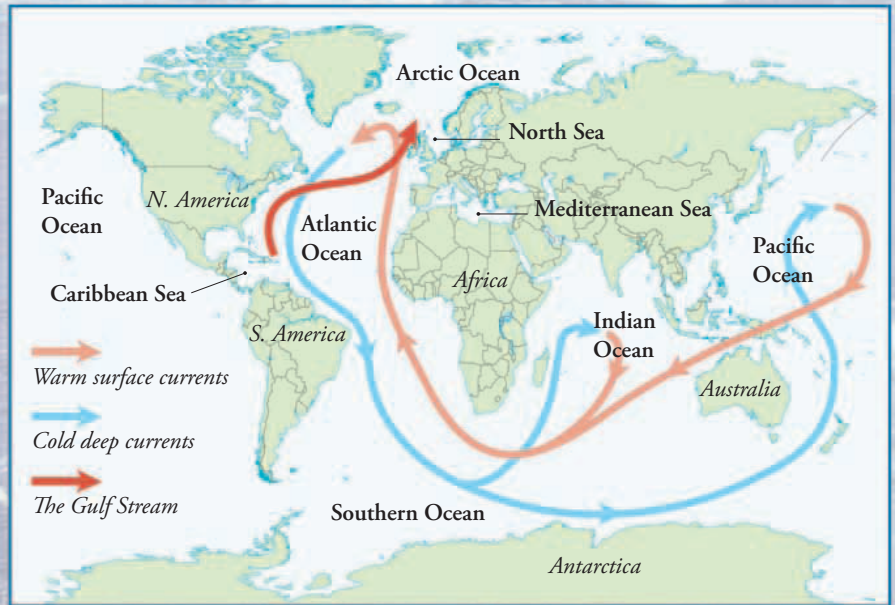 Arctic Ocean
North Sea
N. America
Pacific
Ocean
Atlantic
Ocean
Mediterranean Sea
Pacific
Ocean
Africa
Caribbean Sea
S. America
Indian
Ocean
Australia
Warm surface currents
Cold deep currents
The Gulf Stream
Southern Ocean
Antarctica